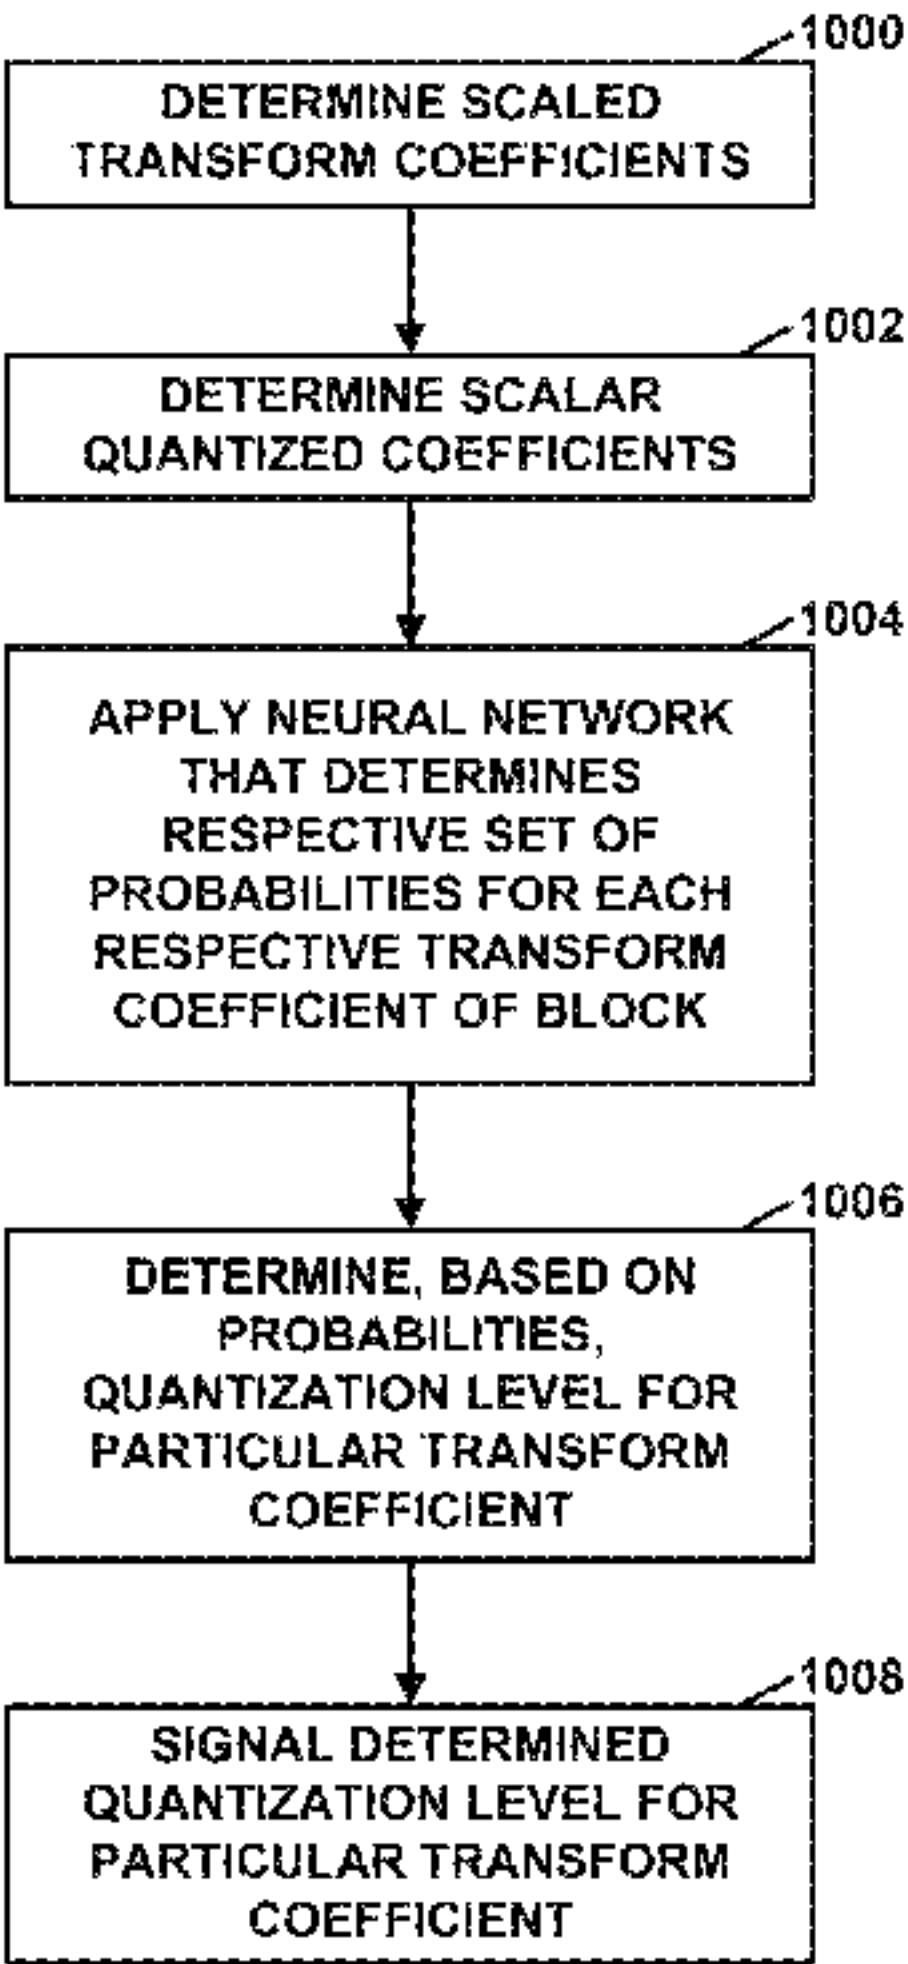 1000
DETERMINE SCALED
TRANSFORM COEFFICIENTS
1002
DETERMINE SCALAR
QUANTIZED COEFFICIENTS
1004
APPLY NEURAL NETWORK
THAT DETERMINES
RESPECTIVE SET OF
PROBABILITIES FOR EACH
RESPECTIVE TRANSFORM
COEFFICIENT OF BLOCK
1006
DETERMINE, BASED ON
PROBABILITIES,
QUANTIZATION LEVEL FOR
PARTICULAR TRANSFORM
COEFFICIENT
1008
SIGNAL DETERMINED
QUANTIZATION LEVEL FOR
PARTICULAR TRANSFORM
COEFFICIENT